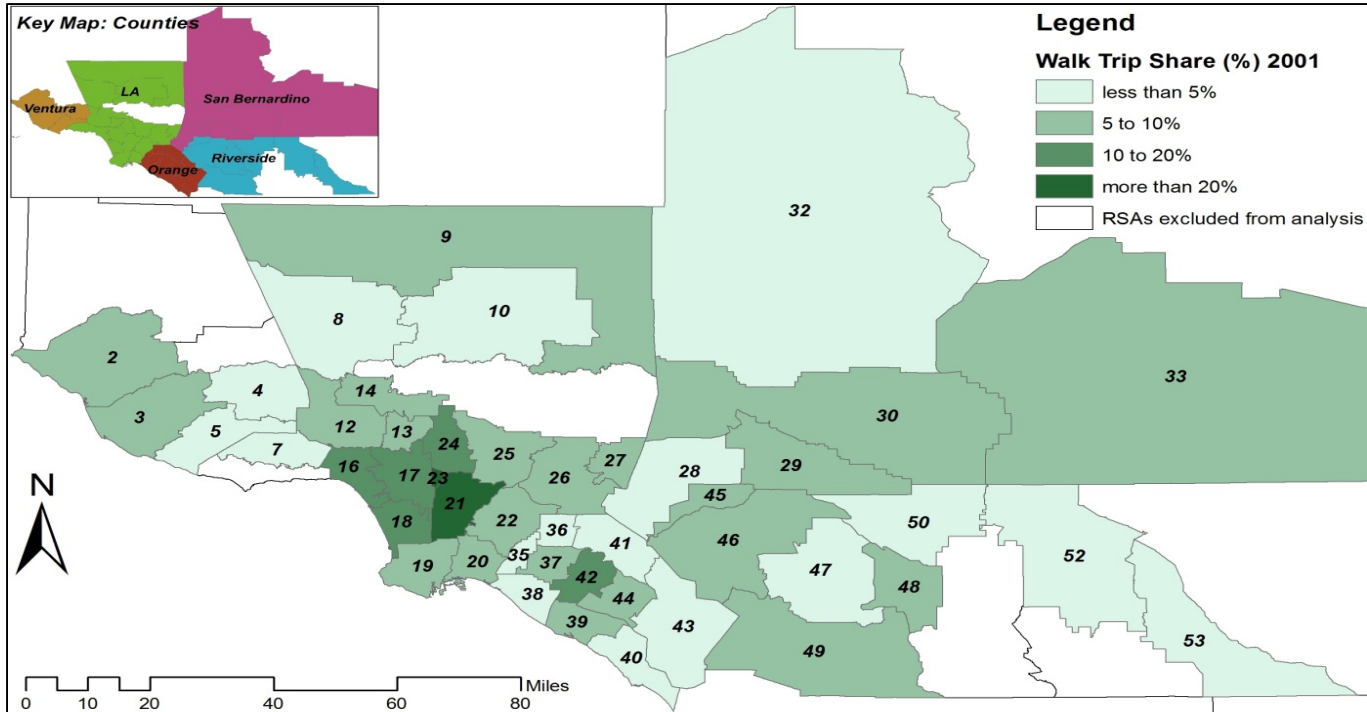 Key Map: Counties
LA
San Bernardino
Ventura
Riverside
Orange
Legend
Walk Trip Share (%) 2001
less than 5%
5 to 10%
10 to 20%
more than 20%
RSAs excluded from analysis
32
9
8
10
2
33
3
4
14
30
5
12
13
7
24
25
27
16
17
23
26
28
29
21
45
18
22
36
50
46
41
52
19
20
35
37
47
42
48
38
44
39
43
49
40
53
N
Miles
0 10 20 40 60 80